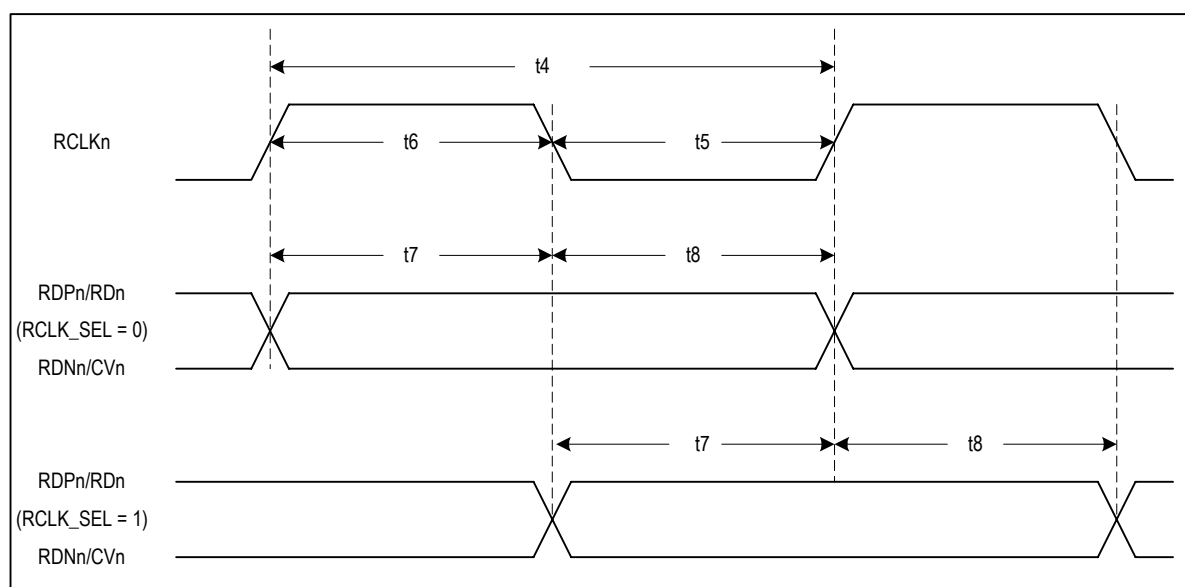 t4
RCLKn
t6
t5
t7
t8
RDPn/RDn
(RCLK_SEL = 0)
RDNn/CVn
t7
t8
RDPn/RDn
(RCLK_SEL = 1)
RDNn/CVn